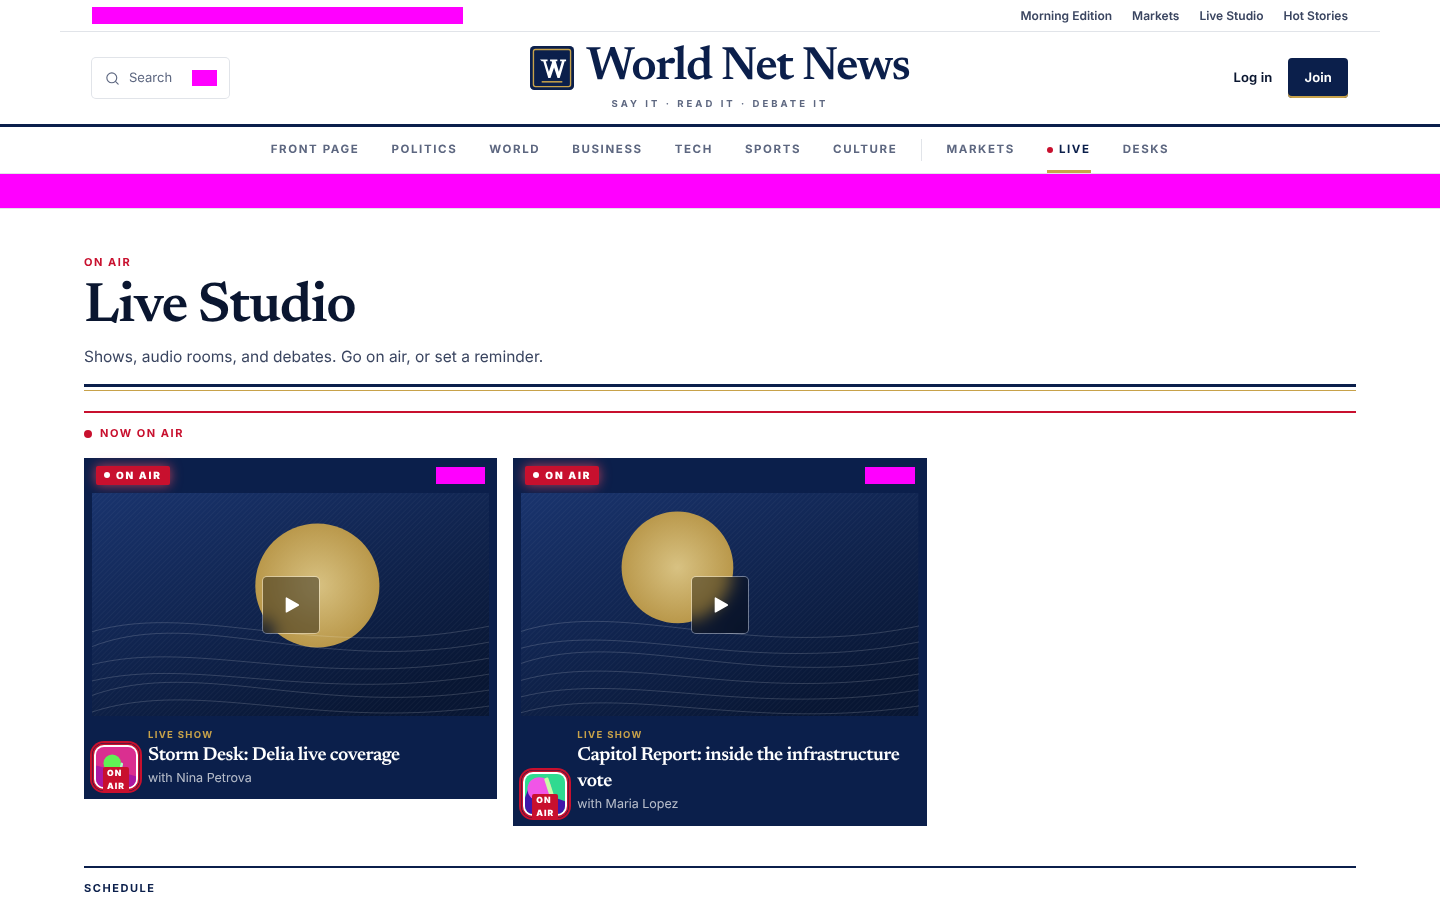 Morning Edition Markets Live Studio Hot Stories
Search
W World Net News
SAY IT · READ IT · DEBATE IT
Log in Join
FRONT PAGE POLITICS WORLD BUSINESS TECH SPORTS CULTURE MARKETS LIVE DESKS
ON AIR
Live Studio
Shows, audio rooms, and debates. Go on air, or set a reminder.
NOW ON AIR
ON AIR
LIVE SHOW
Storm Desk: Delia live coverage
with Nina Petrova
ON
AIR
ON AIR
LIVE SHOW
Capitol Report: inside the infrastructure
vote
with Maria Lopez
ON
AIR
SCHEDULE